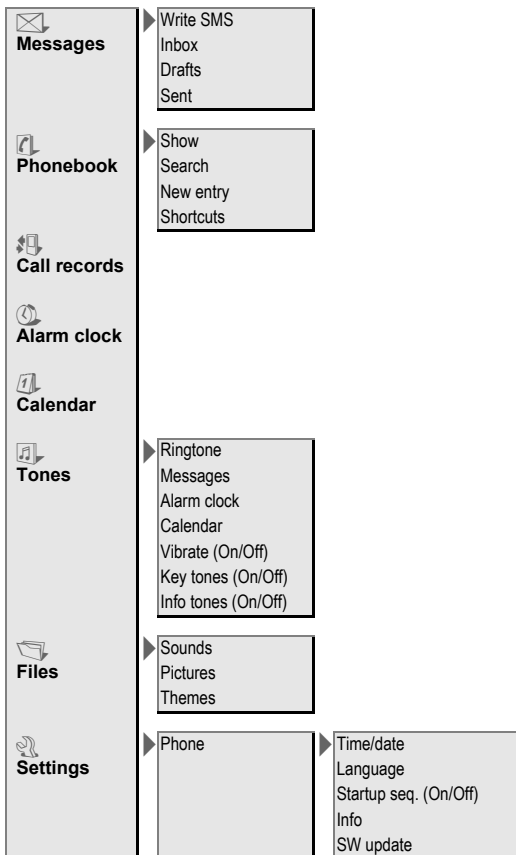 Messages
Write SMS
Inbox
Drafts
Sent
Phonebook
Show
Search
New entry
Shortcuts
Call records
Alarm clock
1
Calendar
Tones
Ringtone
Messages
Alarm clock
Calendar
Vibrate (On/Off)
Key tones (On/Off)
Info tones (On/Off)
Files
Sounds
Pictures
Themes
Settings
Phone
Time/date
Language
Startup seq. (On/Off)
Info
SW update